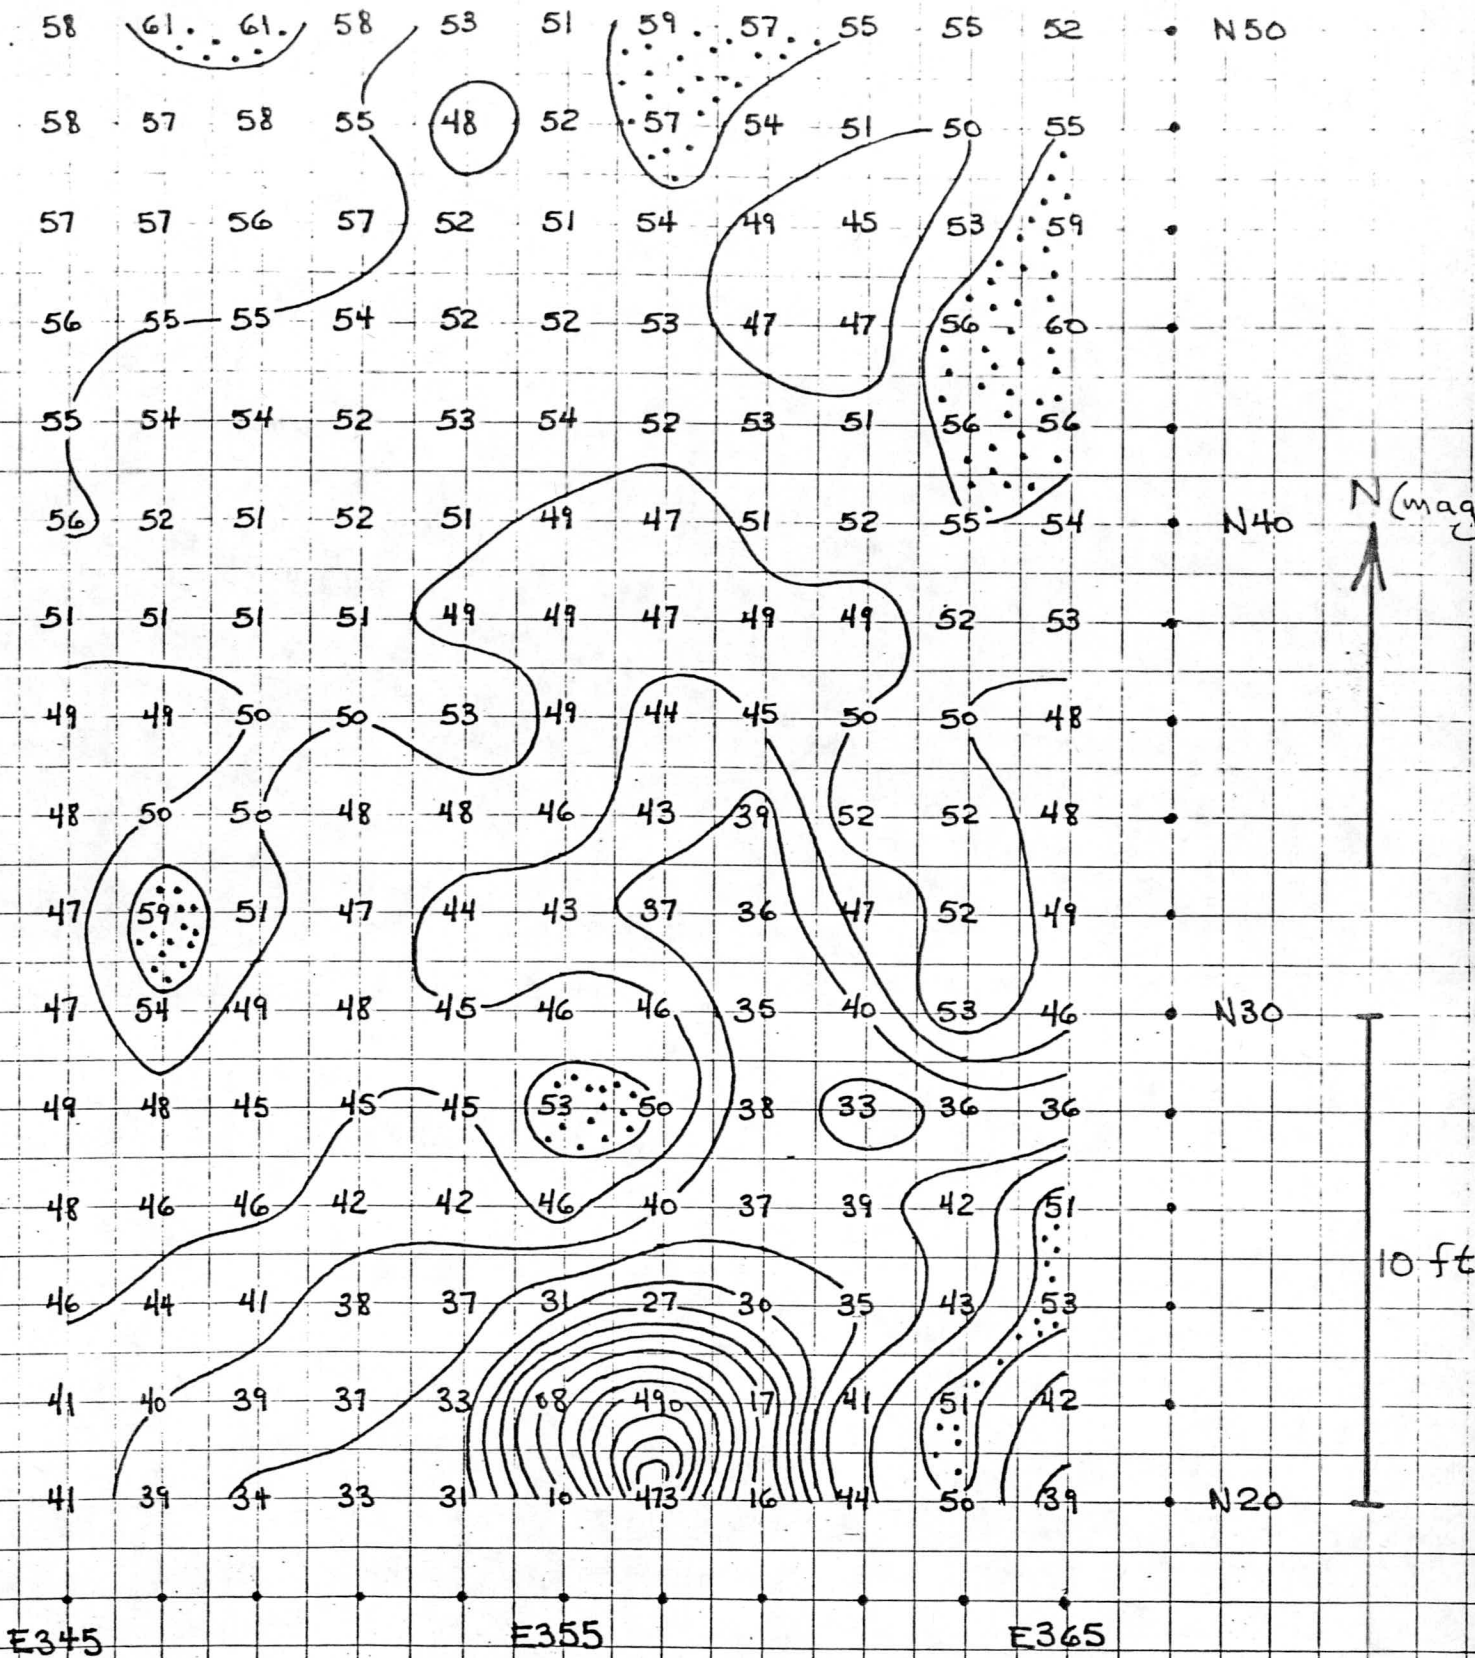 58 61 61 58 53 51 59 57 55 55 52 N50
58 57 58 55 48 52 57 54 51 50 55
57 57 56 57 52 51 54 49 45 53 59
56 55 55 54 52 52 53 47 47 56 60
55 54 54 52 53 54 52 53 51 56 56
N (mag
56 52 51 52 51 49 47 51 52 55 54 N40
51 51 51 51 49 49 47 49 49 52 53
49 49 50 50 53 49 44 45 50 50 48
48 50 50 48 48 46 43 39 52 52 48
47 59 51 47 44 43 37 36 47 52 49
47 54 49 48 45 46 46 35 40 53 46 N30
49 48 45 45 45 53 50 38 33 36 36
48 46 46 42 42 46 40 37 39 42 51
10 ft
46 44 41 38 37 31 27 30 35 43 53
41 40 39 37 33 08 490 17 41 51 42
41 39 34 33 31 10 473 16 44 50 39 N20
E345 E355 E365